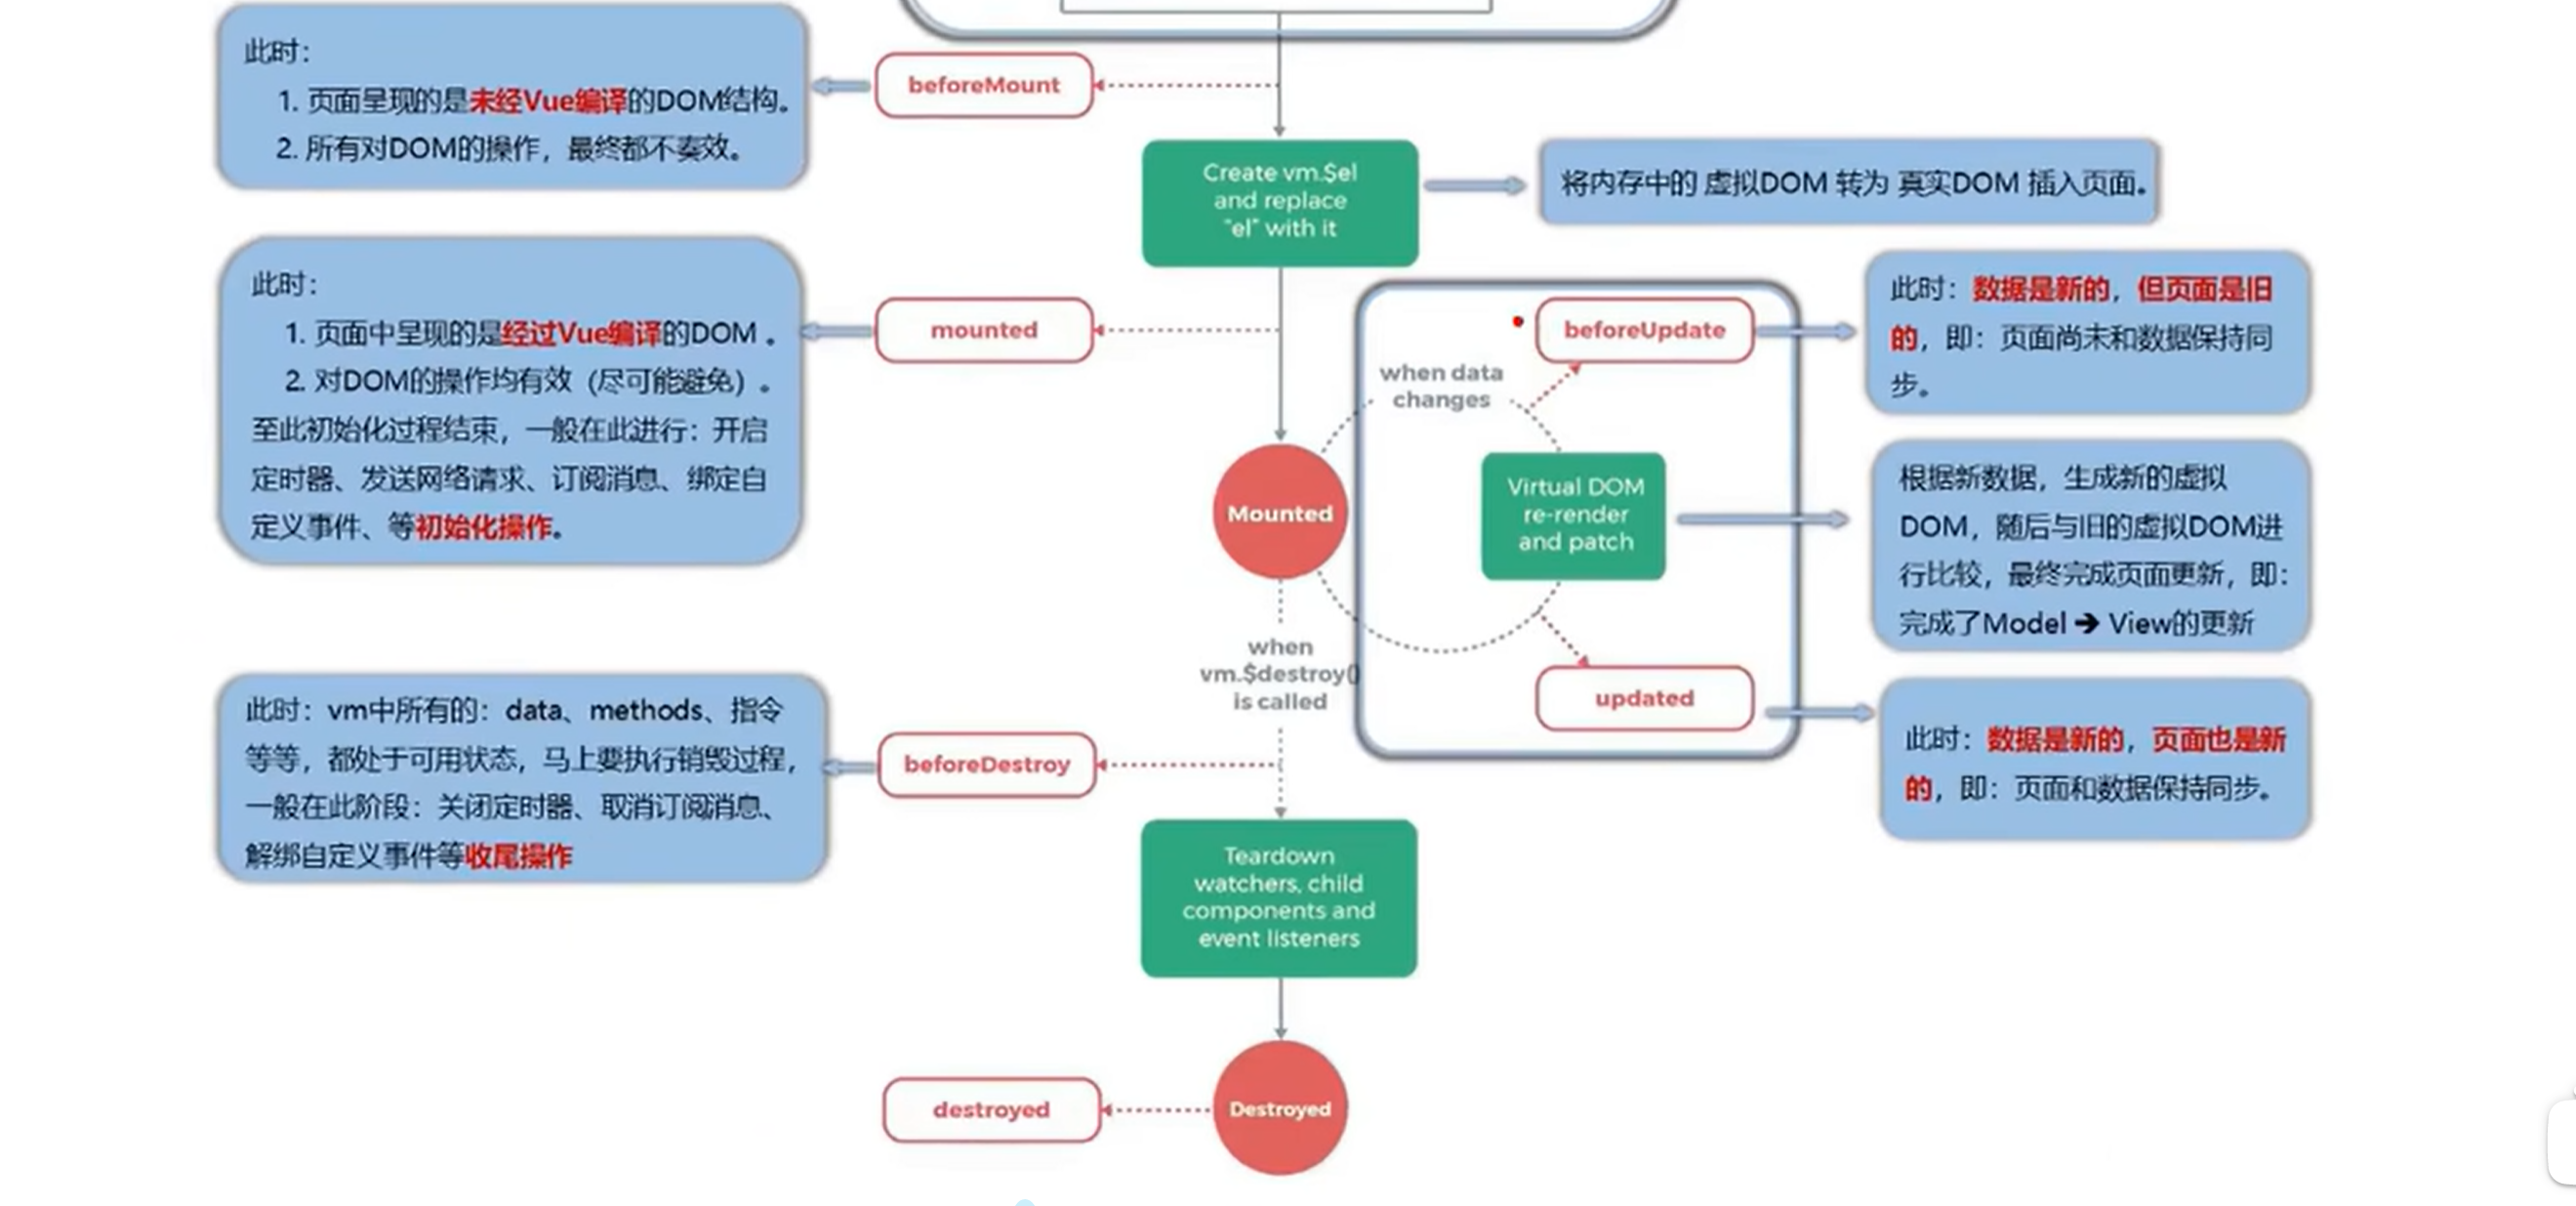 此时：
1. 页面呈现的是未经Vue编译的DOM结构。
2. 所有对DOM的操作，最终都不奏效。
beforeMount
Create vm.$el
and replace
"el" with it
将内存中的 虚拟DOM 转为 真实DOM 插入页面。
此时：
1. 页面中呈现的是经过Vue编译的DOM 。
2. 对DOM的操作均有效（尽可能避免）。
至此初始化过程结束，一般在此进行：开启
定时器、发送网络请求、订阅消息、绑定自
定义事件、等初始化操作。
mounted
beforeUpdate
此时：数据是新的，但页面是旧
的，即：页面尚未和数据保持同
步。
when data
changes
Mounted
Virtual DOM
re-render
and patch
根据新数据，生成新的虚拟
DOM，随后与旧的虚拟DOM进
行比较，最终完成页面更新，即：
完成了Model ➔ View的更新
when
vm.$destroy()
is called
updated
此时：数据是新的，页面也是新
的，即：页面和数据保持同步。
此时：vm中所有的：data、methods、指令
等等，都处于可用状态，马上要执行销毁过程，
一般在此阶段：关闭定时器、取消订阅消息、
解绑自定义事件等收尾操作
beforeDestroy
Teardown
watchers, child
components and
event listeners
destroyed
Destroyed